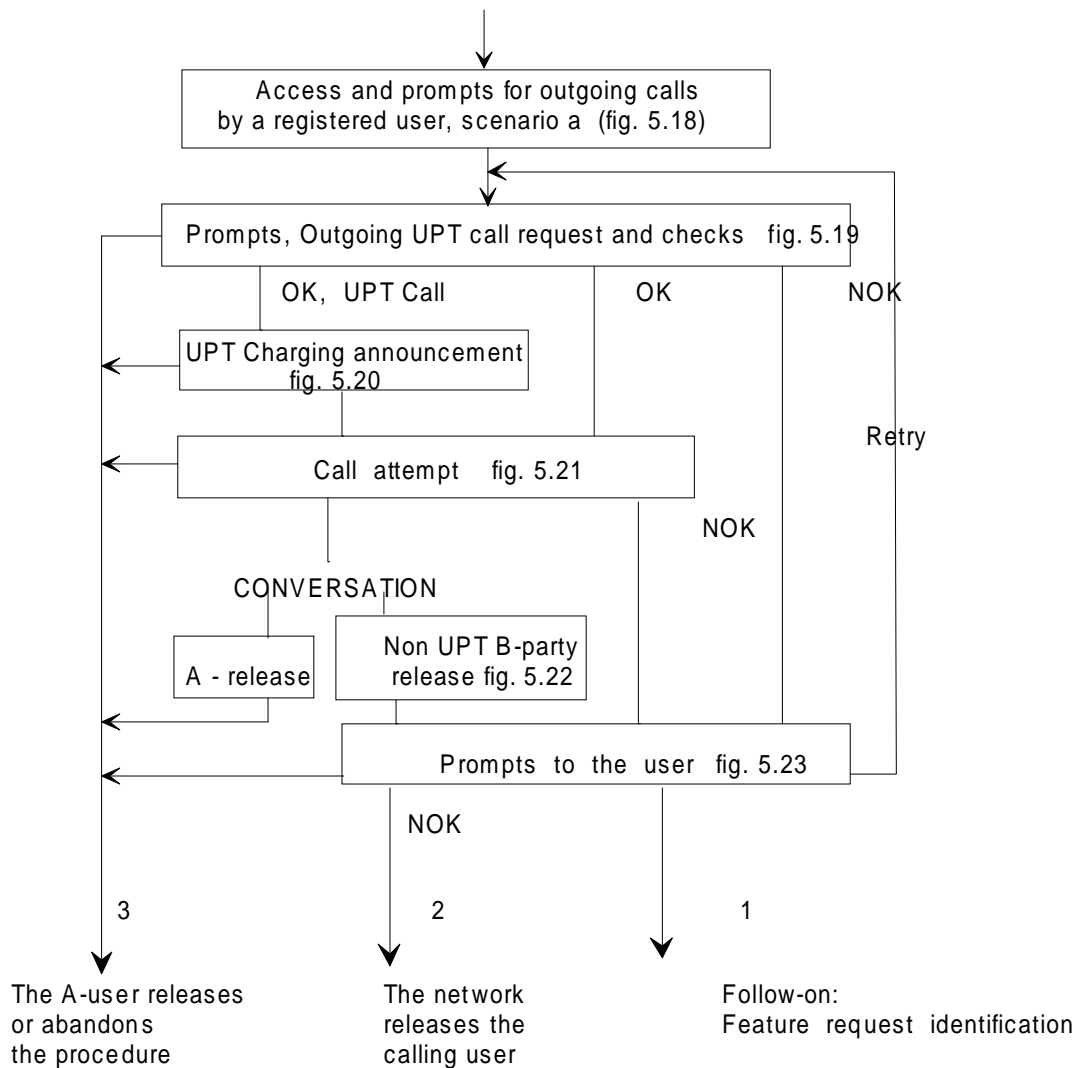 Access and prompts for outgoing calls
by a registered user, scenario a (fig. 5.18)
Prompts, Outgoing UPT call request and checks fig. 5.19
OK, UPT Call
OK
NOK
UPT Charging announcement
fig. 5.20
Retry
Call attempt fig. 5.21
NOK
CONVERSATION
A - release
Non UPT B-party
release fig. 5.22
Prompts to the user fig. 5.23
NOK
3
2
1
The A-user releases
or abandons
the procedure
The network
releases the
calling user
Follow-on:
Feature request identification